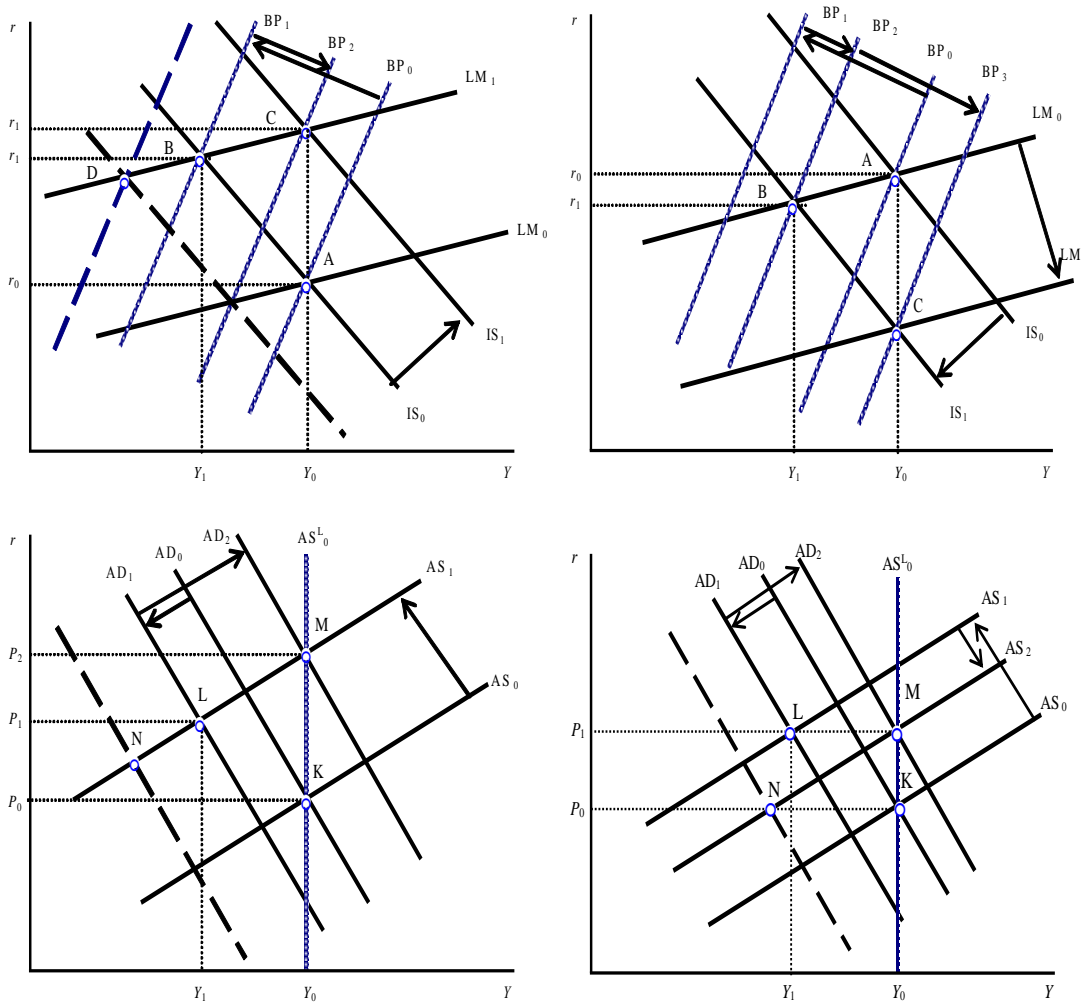 r
BP1
BP2
BP0
LM1
r1
C
r1
B
D
A
LM0
r0
IS1
IS0
Y1
Y0
Y
r
BP1
BP2
BP0
BP3
LM0
r0
A
r1
B
LM
C
IS0
IS1
Y1
Y0
Y
r
AD2
AD0
AD1
AS^L0
AS1
P2
M
AS0
L
P1
N
K
P0
Y1
Y0
Y
r
AD2
AD0
AD1
AS^L0
AS1
AS2
AS0
M
L
P1
N
K
P0
Y1
Y0
Y